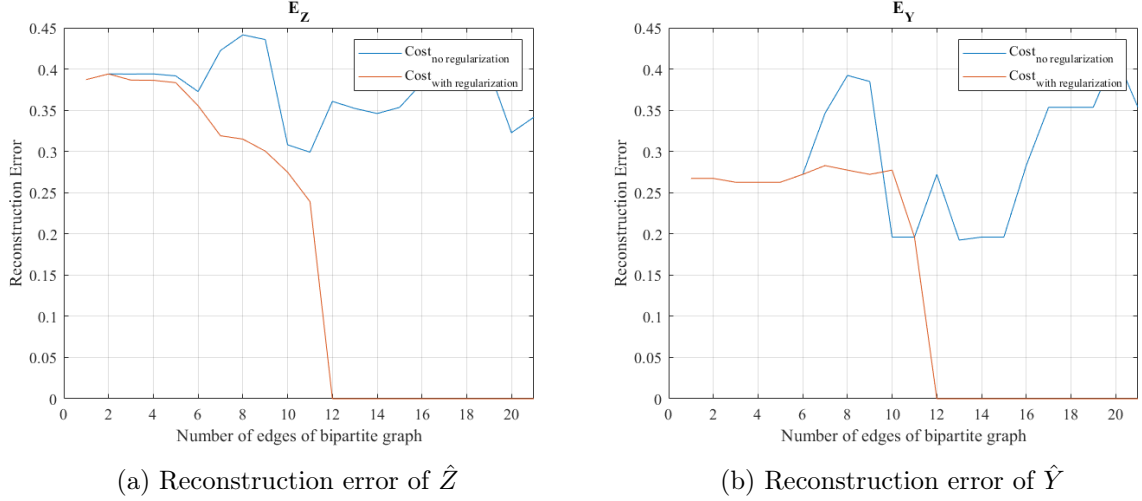 E_Z
0.45
0.4
0.35
0.3
0.25
0.2
0.15
0.1
0.05
0
Reconstruction Error
Cost_no regularization
Cost_with regularization
0 2 4 6 8 10 12 14 16 18 20
Number of edges of bipartite graph
(a) Reconstruction error of Ẑ
E_Y
0.45
0.4
0.35
0.3
0.25
0.2
0.15
0.1
0.05
0
Reconstruction Error
Cost_no regularization
Cost_with regularization
0 2 4 6 8 10 12 14 16 18 20
Number of edges of bipartite graph
(b) Reconstruction error of Ŷ